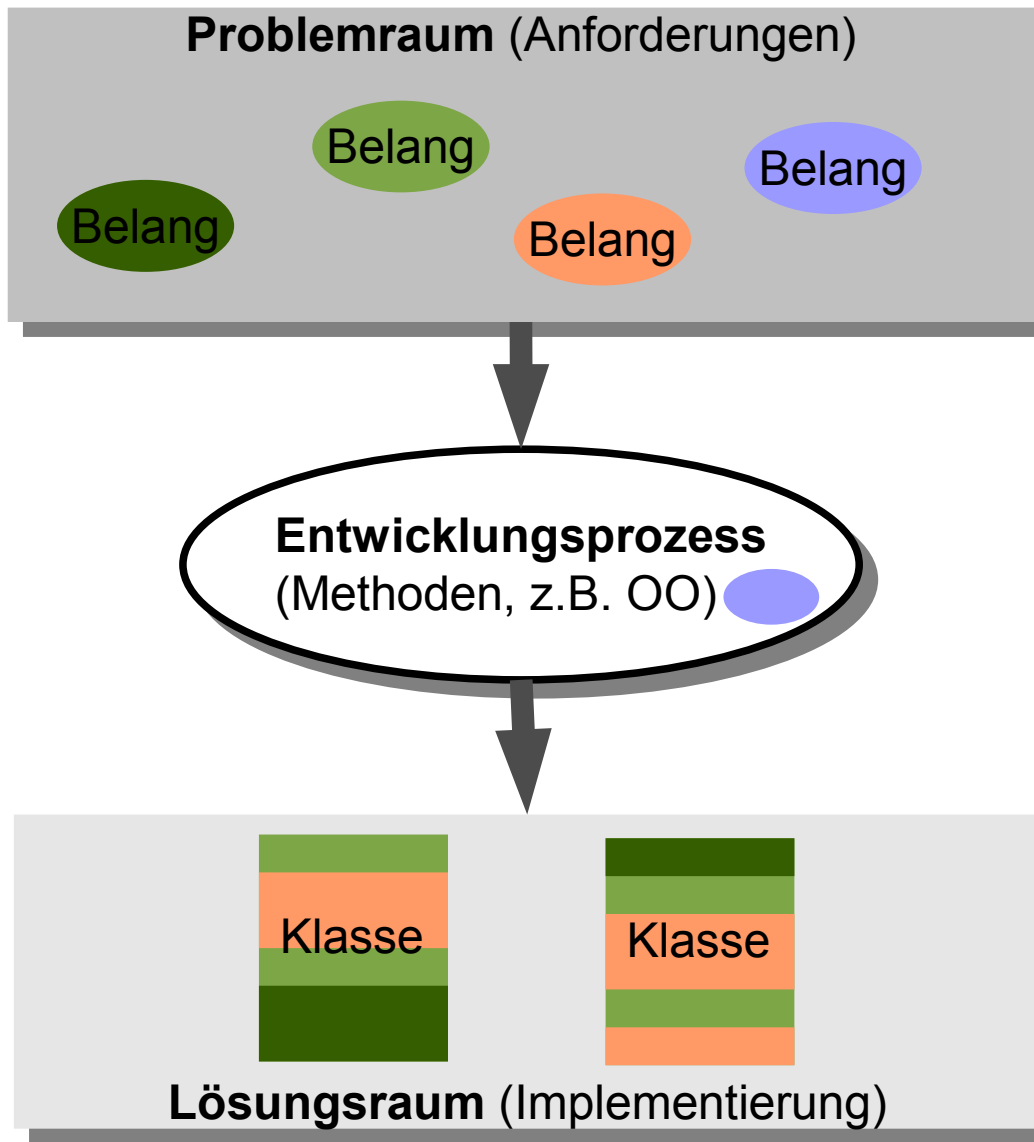 Problemraum (Anforderungen)
Belang
Belang
Belang
Belang
Entwicklungsprozess
(Methoden, z.B. OO)
Klasse
Klasse
Lösungsraum (Implementierung)